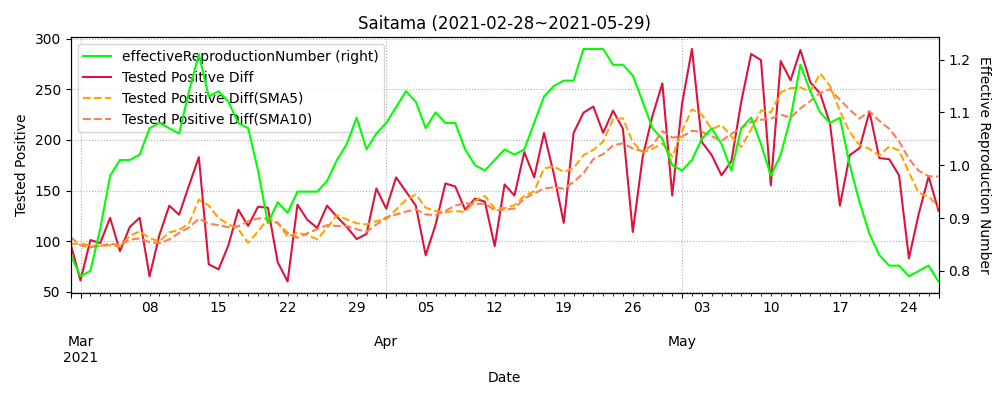 Saitama (2021-02-28~2021-05-29)
effectiveReproductionNumber (right)
Tested Positive Diff
Tested Positive Diff(SMA5)
Tested Positive Diff(SMA10)
Tested Positive
300
250
200
150
100
50
1.2
1.1
1.0
0.9
0.8
Effective Reproduction Number
08 15 22 29 05 12 19 26 03 10 17 24
Mar Apr May
2021
Date